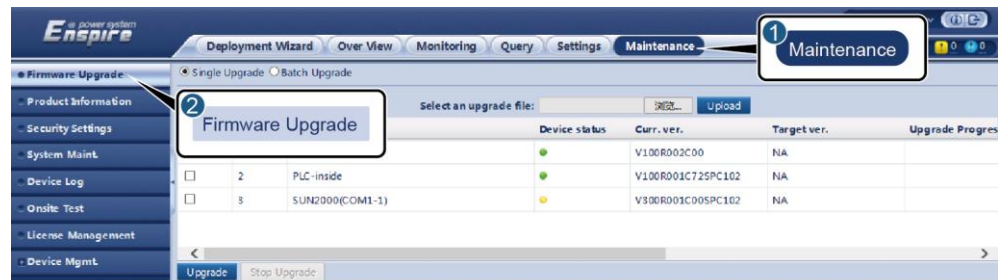 power system
Enspire
Deployment Wizard Over View Monitoring Query Settings Maintenance
1 Maintenance
0 0
Firmware Upgrade
Single Upgrade Batch Upgrade
Product Information
2 Firmware Upgrade
Select an upgrade file: Upload
Security Settings
Device status Curr. ver. Target ver. Upgrade Progres
System Maint.
V100R002C00 NA
Device Log
2 PLC-inside V100R001C72SPC102 NA
Onsite Test
3 SUN2000(COM1-1) V300R001C00SPC102 NA
License Management
Device Mgmt.
Upgrade Stop Upgrade